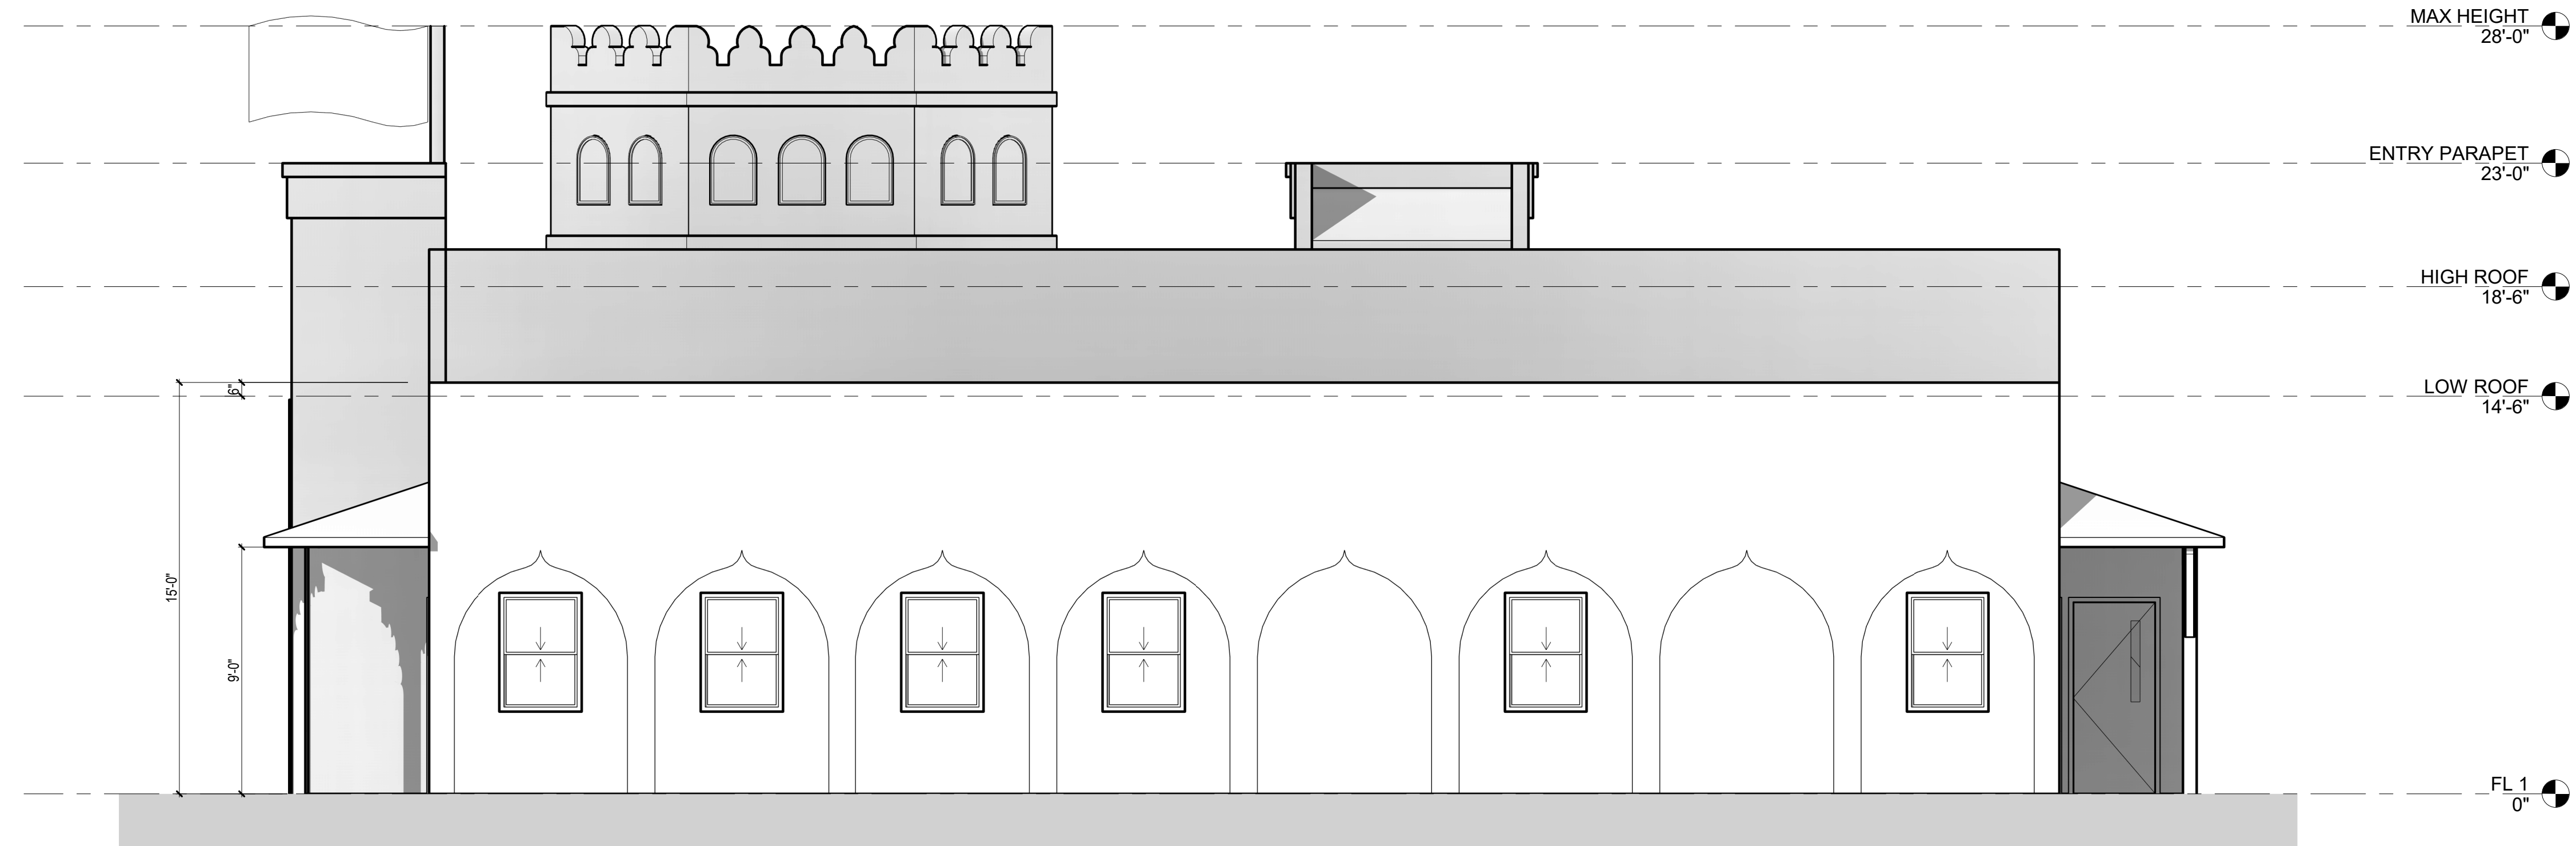 MAX HEIGHT
28'-0"
ENTRY PARAPET
23'-0"
HIGH ROOF
18'-6"
6"
LOW ROOF
14'-6"
15'-0"
9'-0"
FL 1
0"